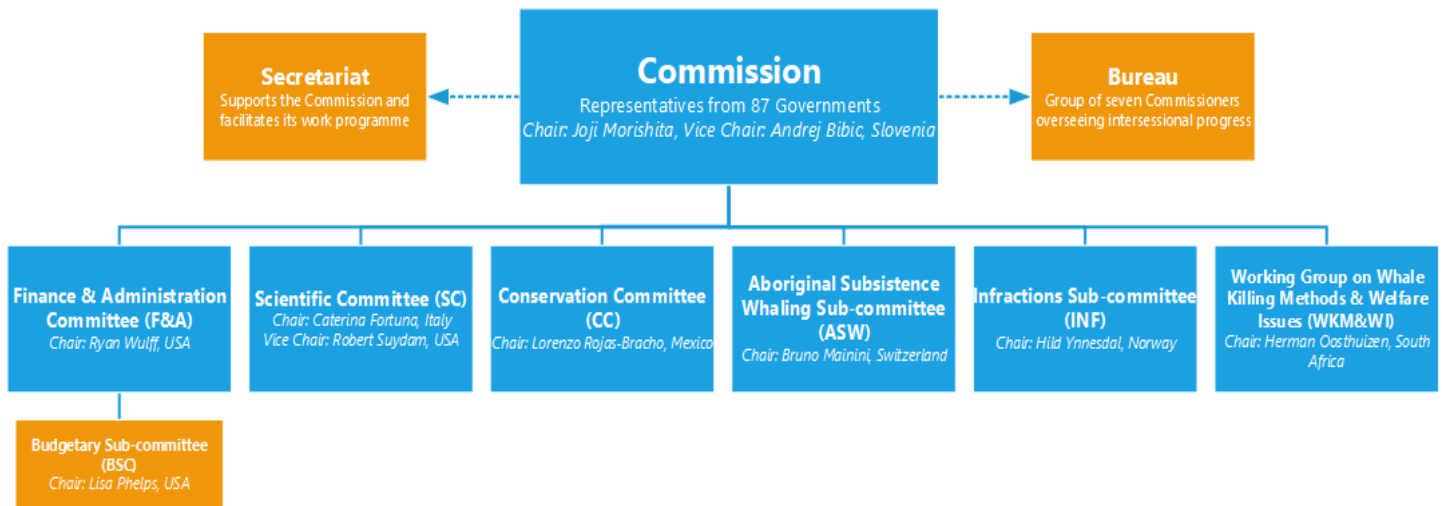 Secretariat
Supports the Commission and
facilitates its work programme
Commission
Representatives from 87 Governments
Chair: Joji Morishita, Vice Chair: Andrej Bibic, Slovenia
Bureau
Group of seven Commissioners
overseeing intersessional progress
Finance & Administration
Committee (F&A)
Chair: Ryan Wulff, USA
Scientific Committee (SC)
Chair: Caterina Fortuna, Italy
Vice Chair: Robert Suydam, USA
Conservation Committee
(CC)
Chair: Lorenzo Rojas-Bracho, Mexico
Aboriginal Subsistence
Whaling Sub-committee
(ASW)
Chair: Bruno Mainini, Switzerland
Infractions Sub-committee
(INF)
Chair: Hild Ynnesdal, Norway
Working Group on Whale
Killing Methods & Welfare
Issues (WKM&WI)
Chair: Herman Oosthuizen, South
Africa
Budgetary Sub-committee
(BSC)
Chair: Lisa Phelps, USA